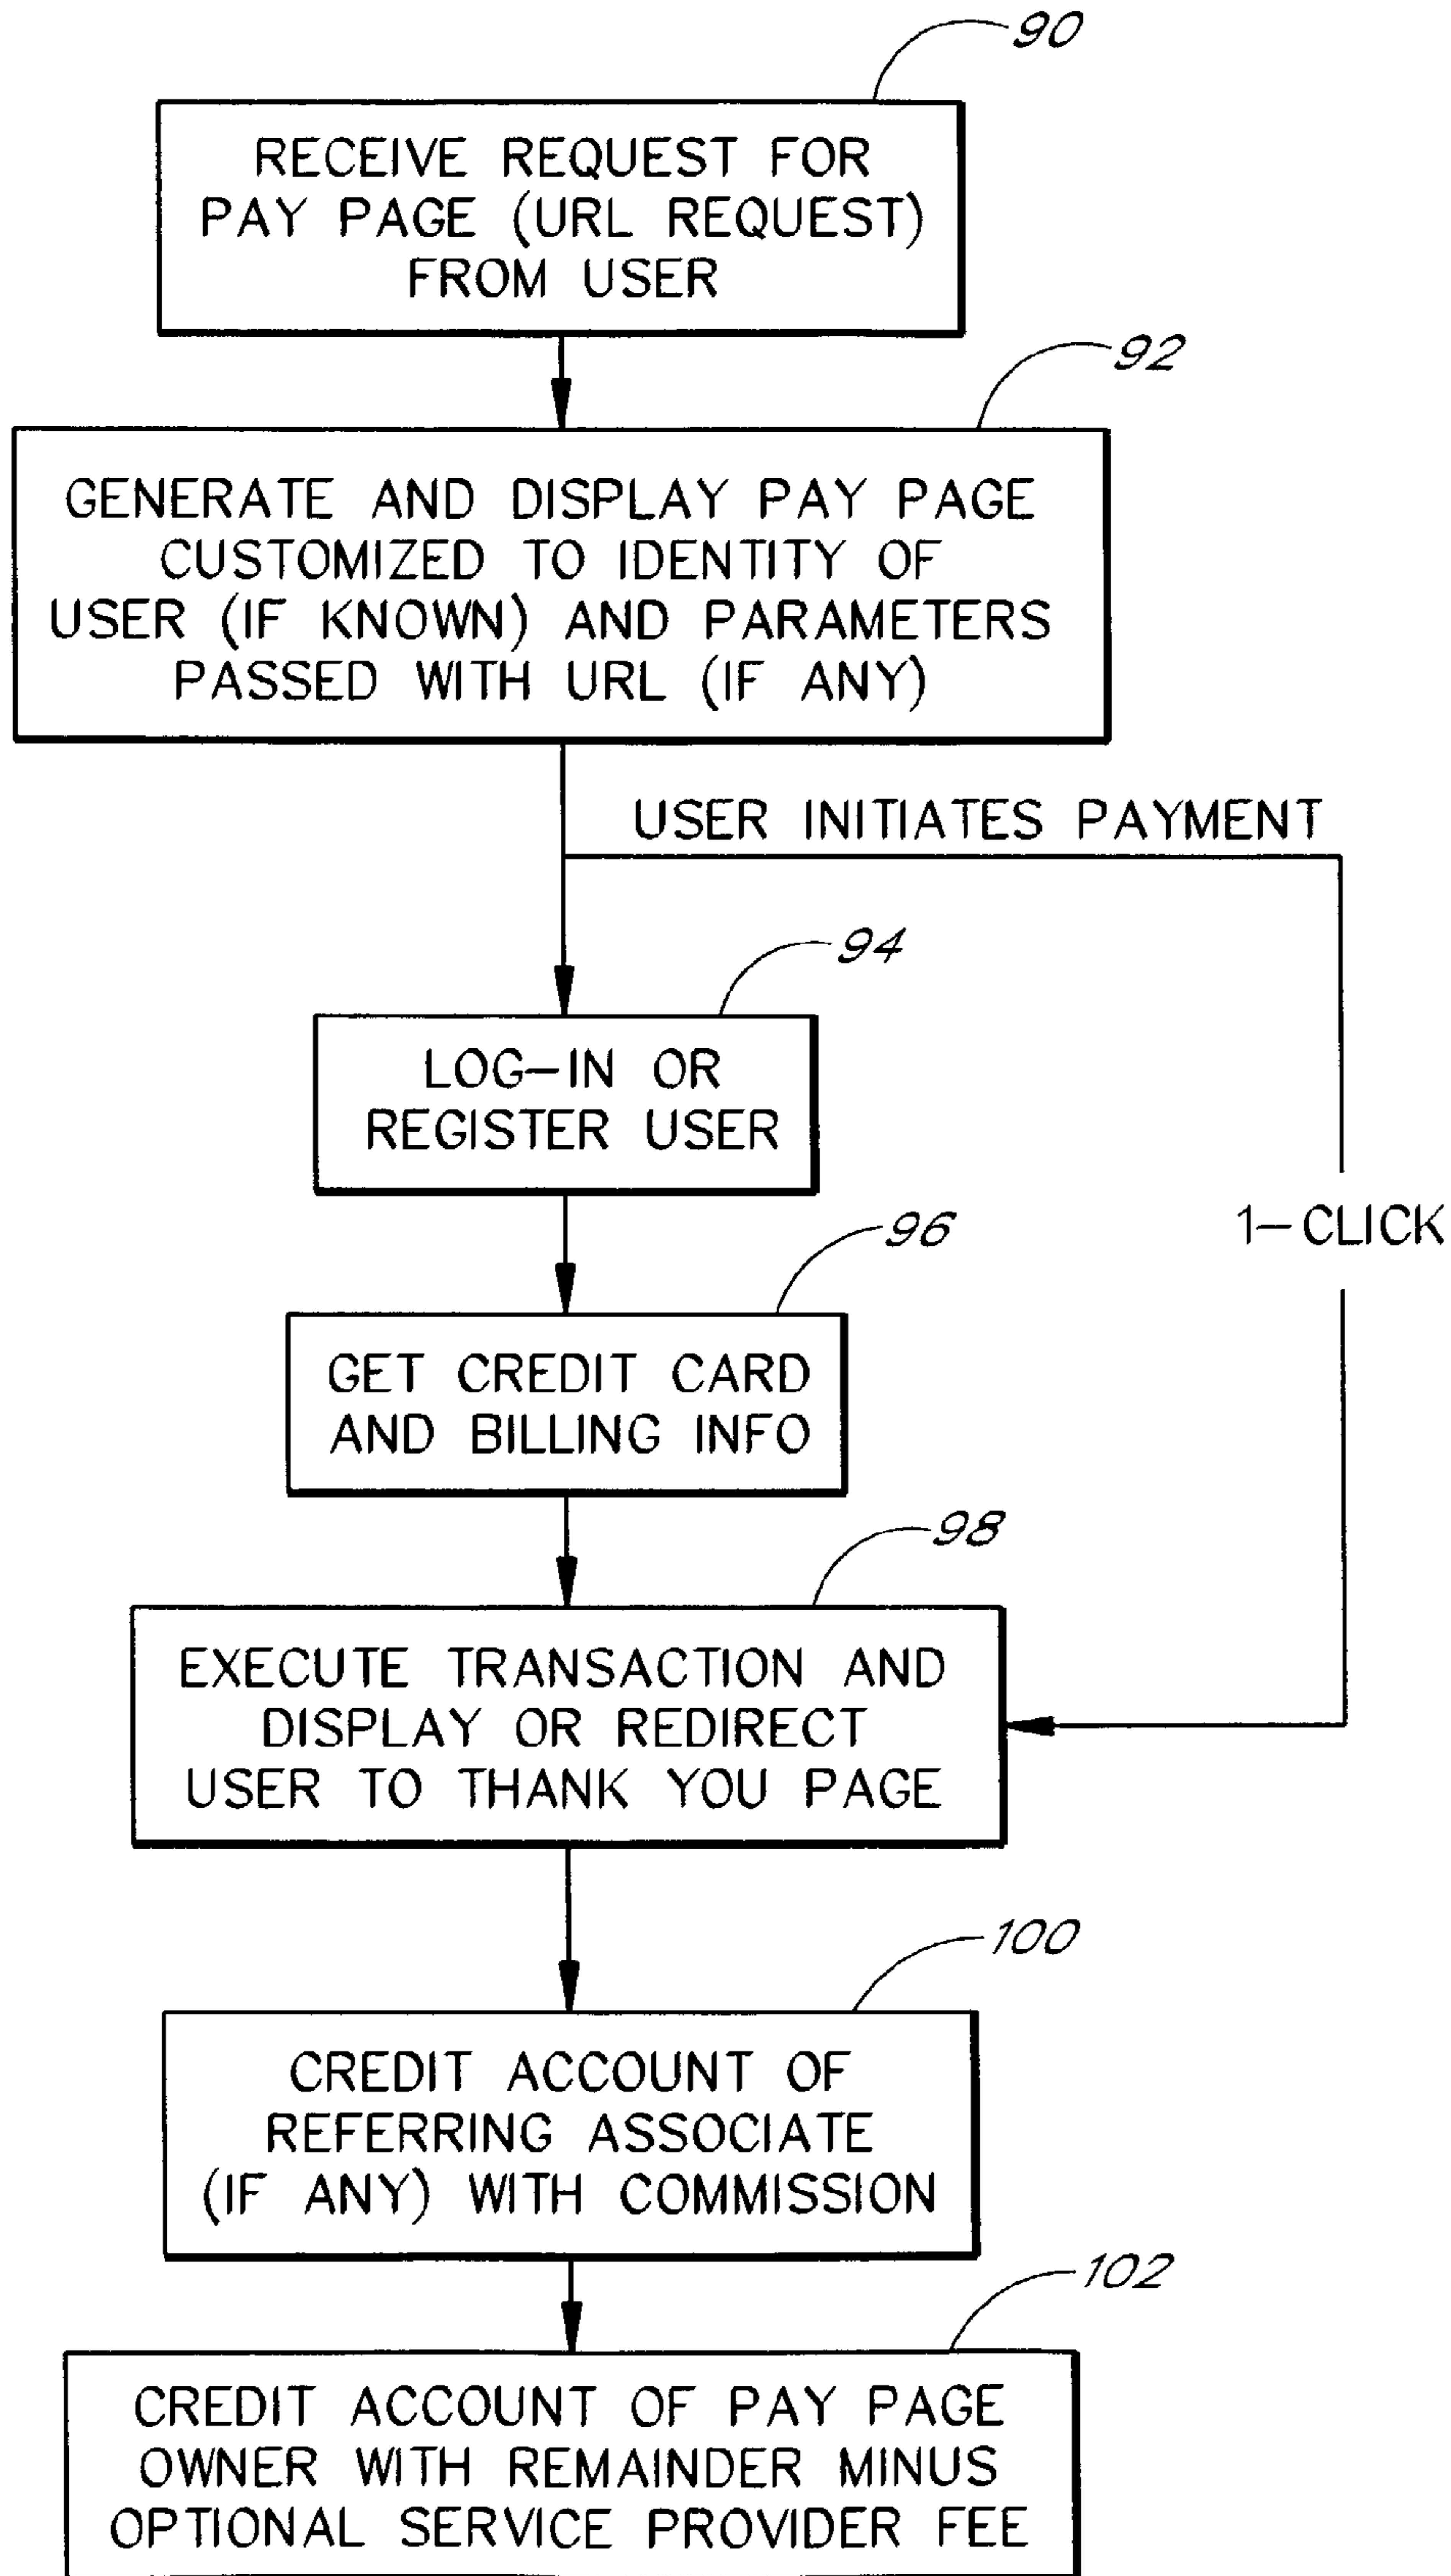 90
RECEIVE REQUEST FOR
PAY PAGE (URL REQUEST)
FROM USER
92
GENERATE AND DISPLAY PAY PAGE
CUSTOMIZED TO IDENTITY OF
USER (IF KNOWN) AND PARAMETERS
PASSED WITH URL (IF ANY)
USER INITIATES PAYMENT
94
LOG-IN OR
REGISTER USER
1-CLICK
96
GET CREDIT CARD
AND BILLING INFO
98
EXECUTE TRANSACTION AND
DISPLAY OR REDIRECT
USER TO THANK YOU PAGE
100
CREDIT ACCOUNT OF
REFERRING ASSOCIATE
(IF ANY) WITH COMMISSION
102
CREDIT ACCOUNT OF PAY PAGE
OWNER WITH REMAINDER MINUS
OPTIONAL SERVICE PROVIDER FEE